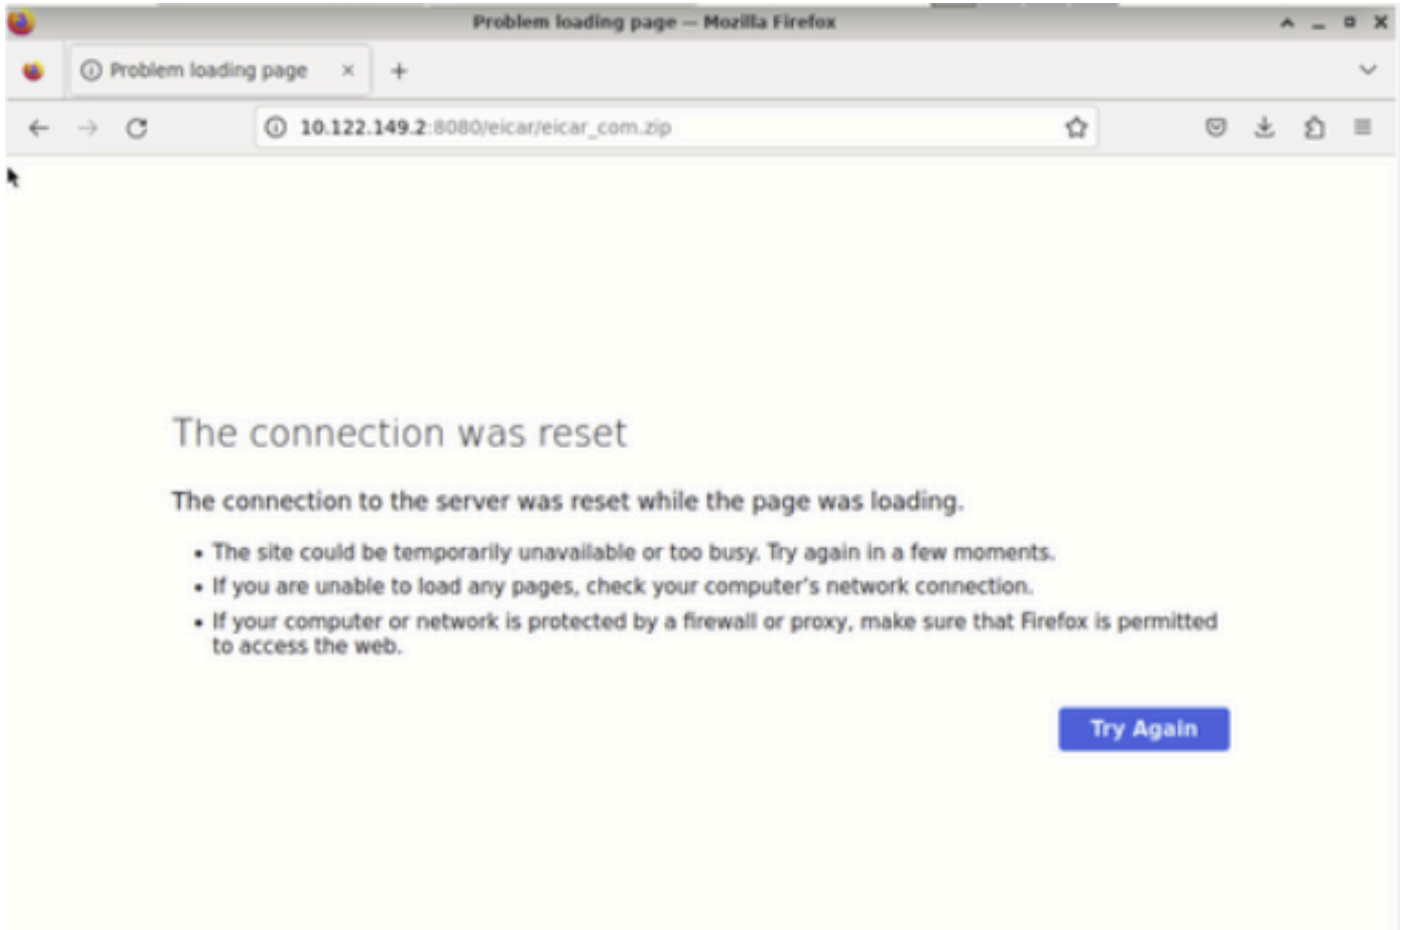 Problem loading page — Mozilla Firefox
Problem loading page
10.122.149.2:8080/eicar/eicar_com.zip
The connection was reset
The connection to the server was reset while the page was loading.
• The site could be temporarily unavailable or too busy. Try again in a few moments.
• If you are unable to load any pages, check your computer’s network connection.
• If your computer or network is protected by a firewall or proxy, make sure that Firefox is permitted
to access the web.
Try Again